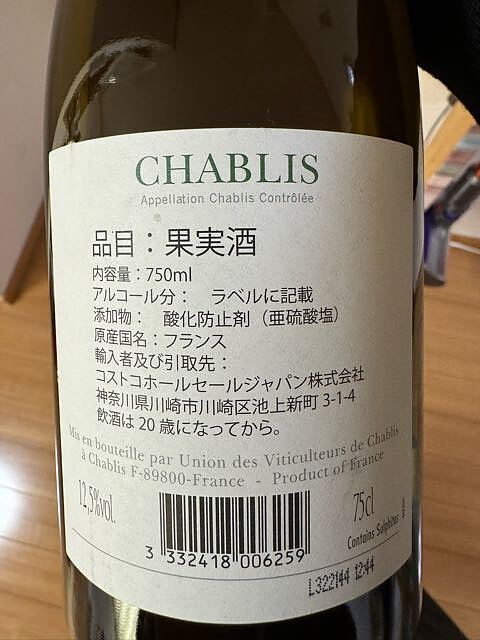 CHABLIS
Appellation Chablis Contrôlée
品目：果実酒
内容量：750ml
アルコール分：　ラベルに記載
添加物：　酸化防止剤（亜硫酸塩）
原産国名：フランス
輸入者及び引取先：
コストコホールセールジャパン株式会社
神奈川県川崎市川崎区池上新町 3-1-4
飲酒は 20 歳になってから。
Mis en bouteille par Union des Viticulteurs de Chablis
à Chablis F-89800-France - Product of France
12,5%vol.
75cl
Contains Sulphites
3 332418 006259
L322144 12:44